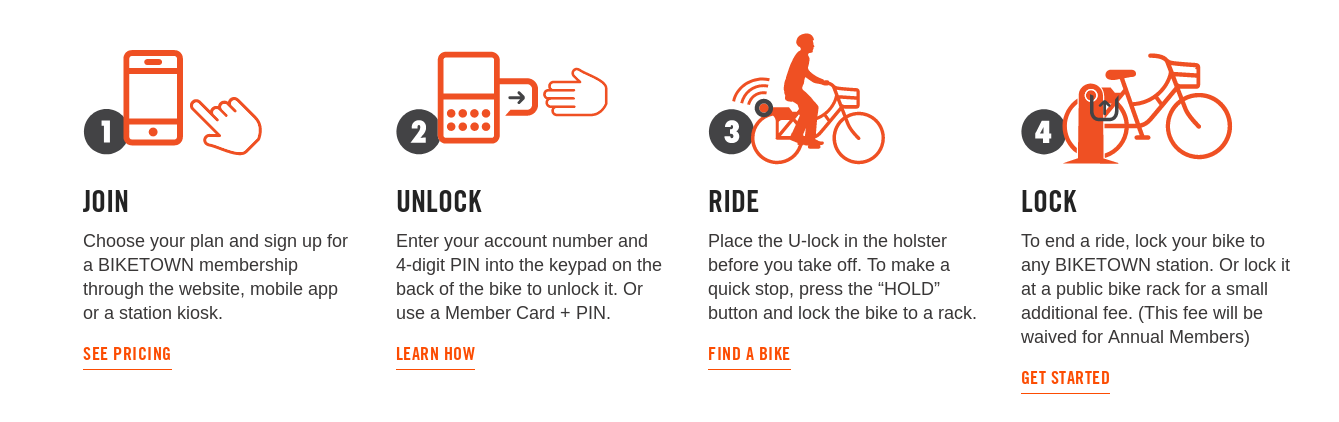 1
JOIN
Choose your plan and sign up for
a BIKETOWN membership
through the website, mobile app
or a station kiosk.
SEE PRICING
2
UNLOCK
Enter your account number and
4-digit PIN into the keypad on the
back of the bike to unlock it. Or
use a Member Card + PIN.
LEARN HOW
3
RIDE
Place the U-lock in the holster
before you take off. To make a
quick stop, press the “HOLD”
button and lock the bike to a rack.
FIND A BIKE
4
LOCK
To end a ride, lock your bike to
any BIKETOWN station. Or lock it
at a public bike rack for a small
additional fee. (This fee will be
waived for Annual Members)
GET STARTED